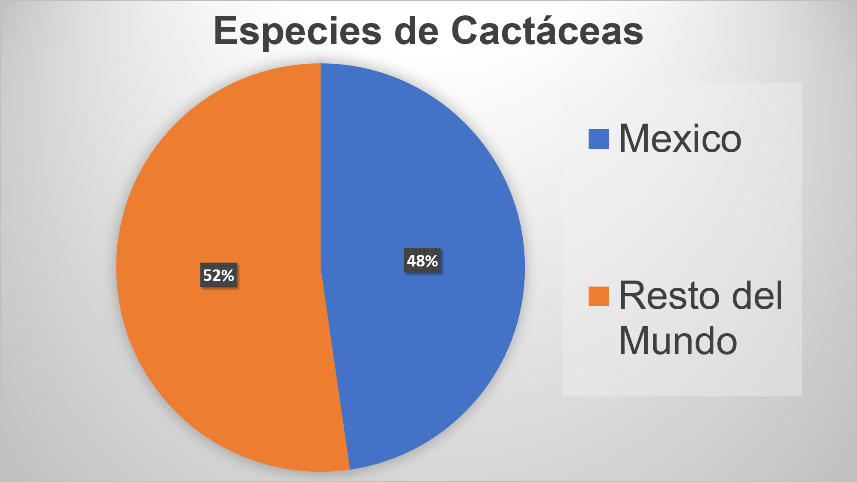 Especies de Cactáceas
52%
48%
Mexico
Resto del
Mundo